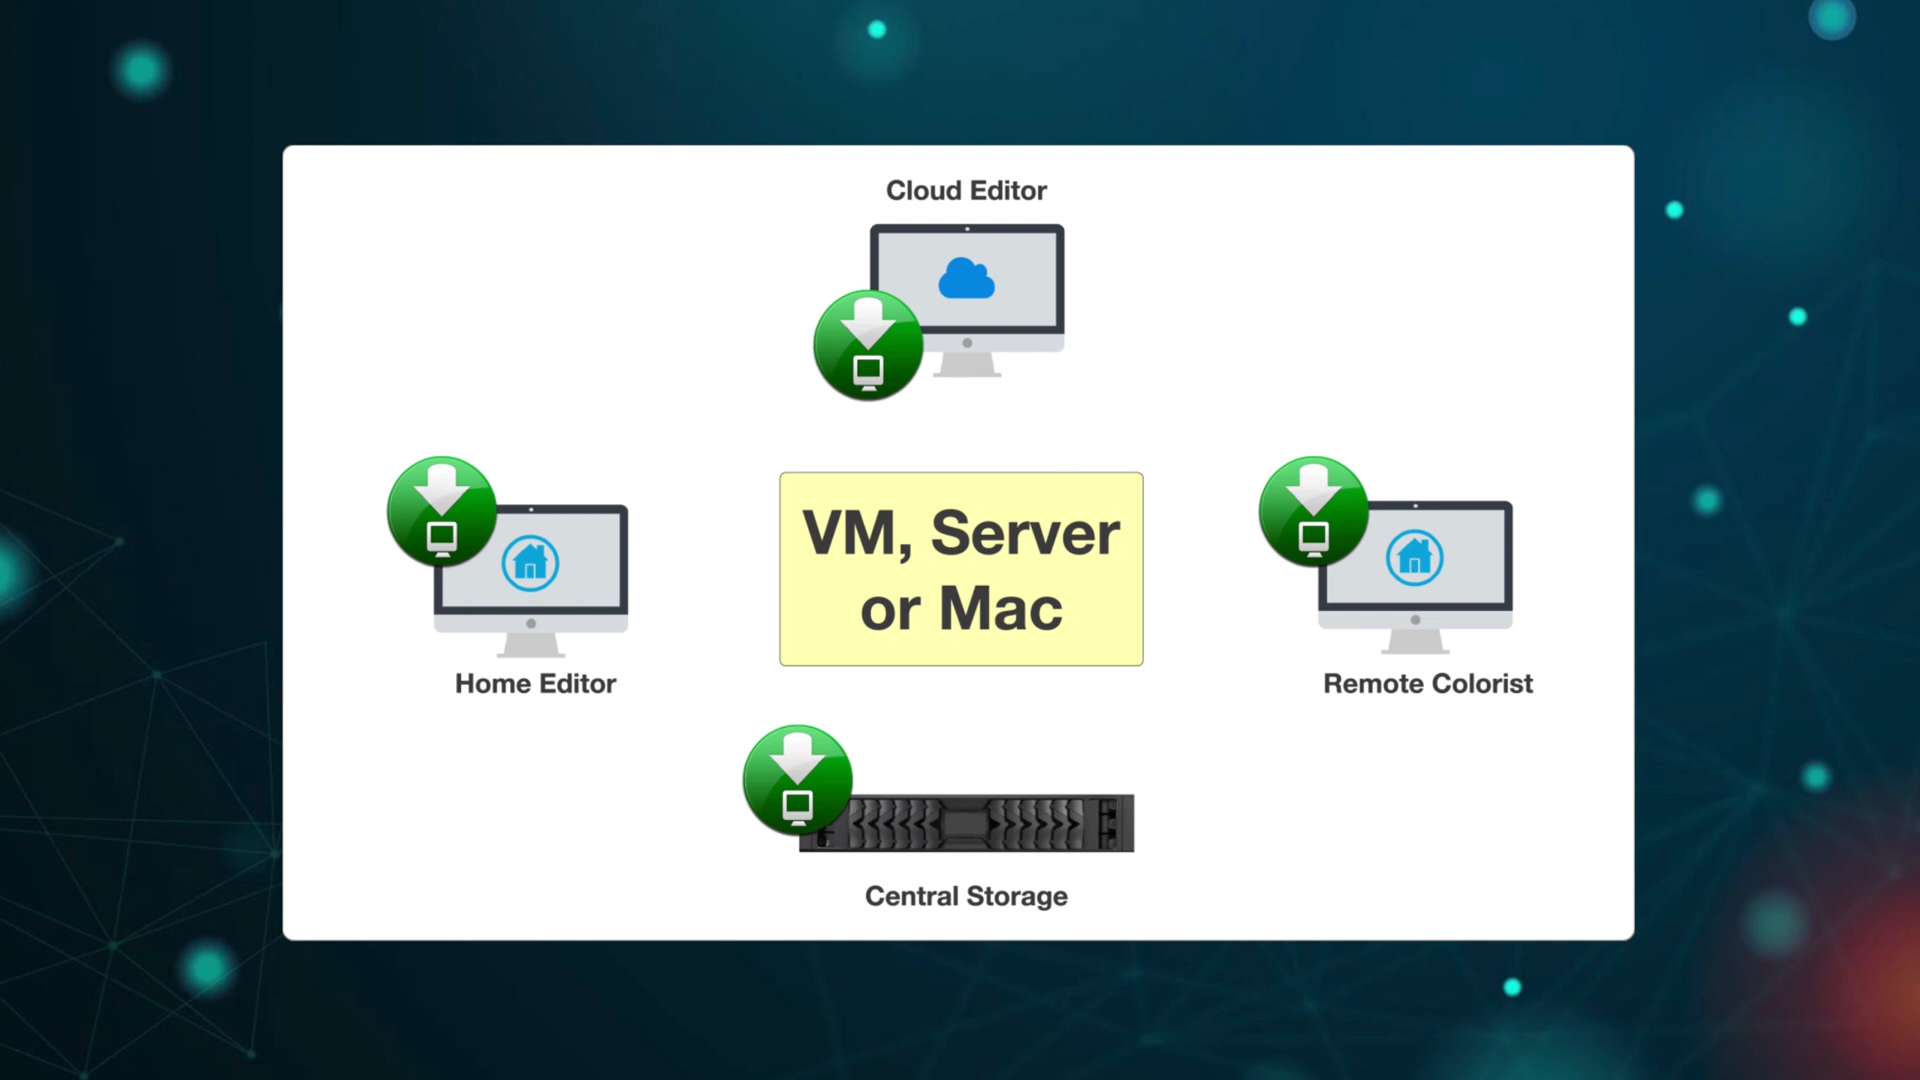 Cloud Editor
VM, Server
or Mac
Home Editor
Remote Colorist
Central Storage